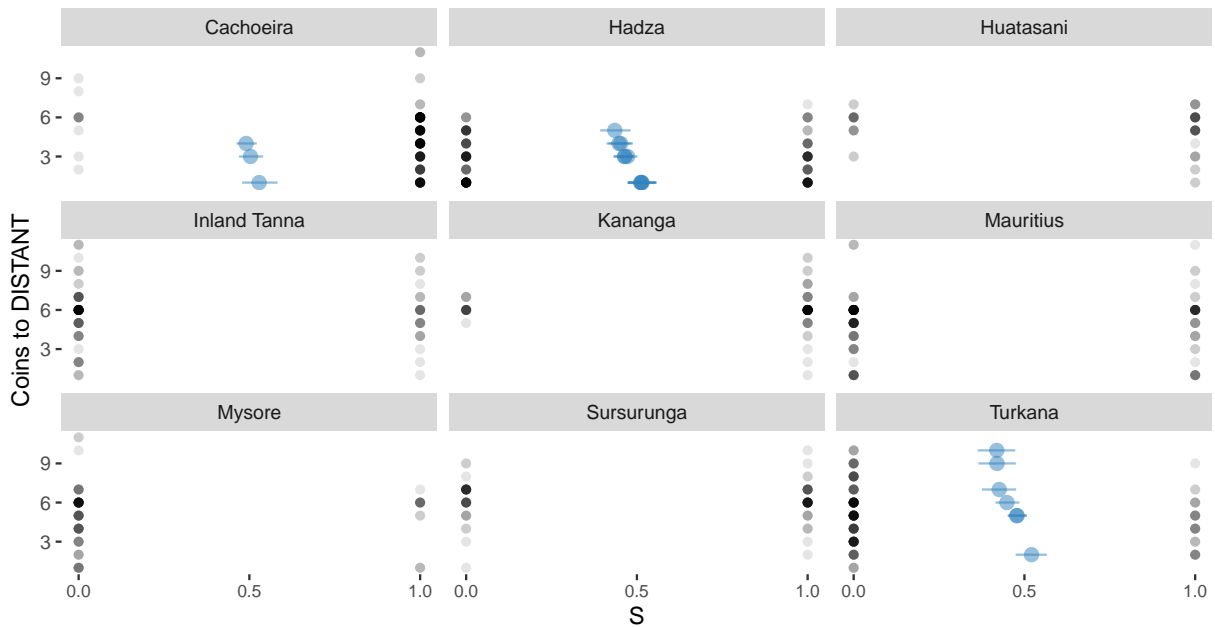 Cachoeira Hadza Huatasani
9
6
3
Inland Tanna Kananga Mauritius
9
6
3
Mysore Sursurunga Turkana
9
6
3
0.0 0.5 1.0 0.0 0.5 1.0 0.0 0.5 1.0
S
Coins to DISTANT